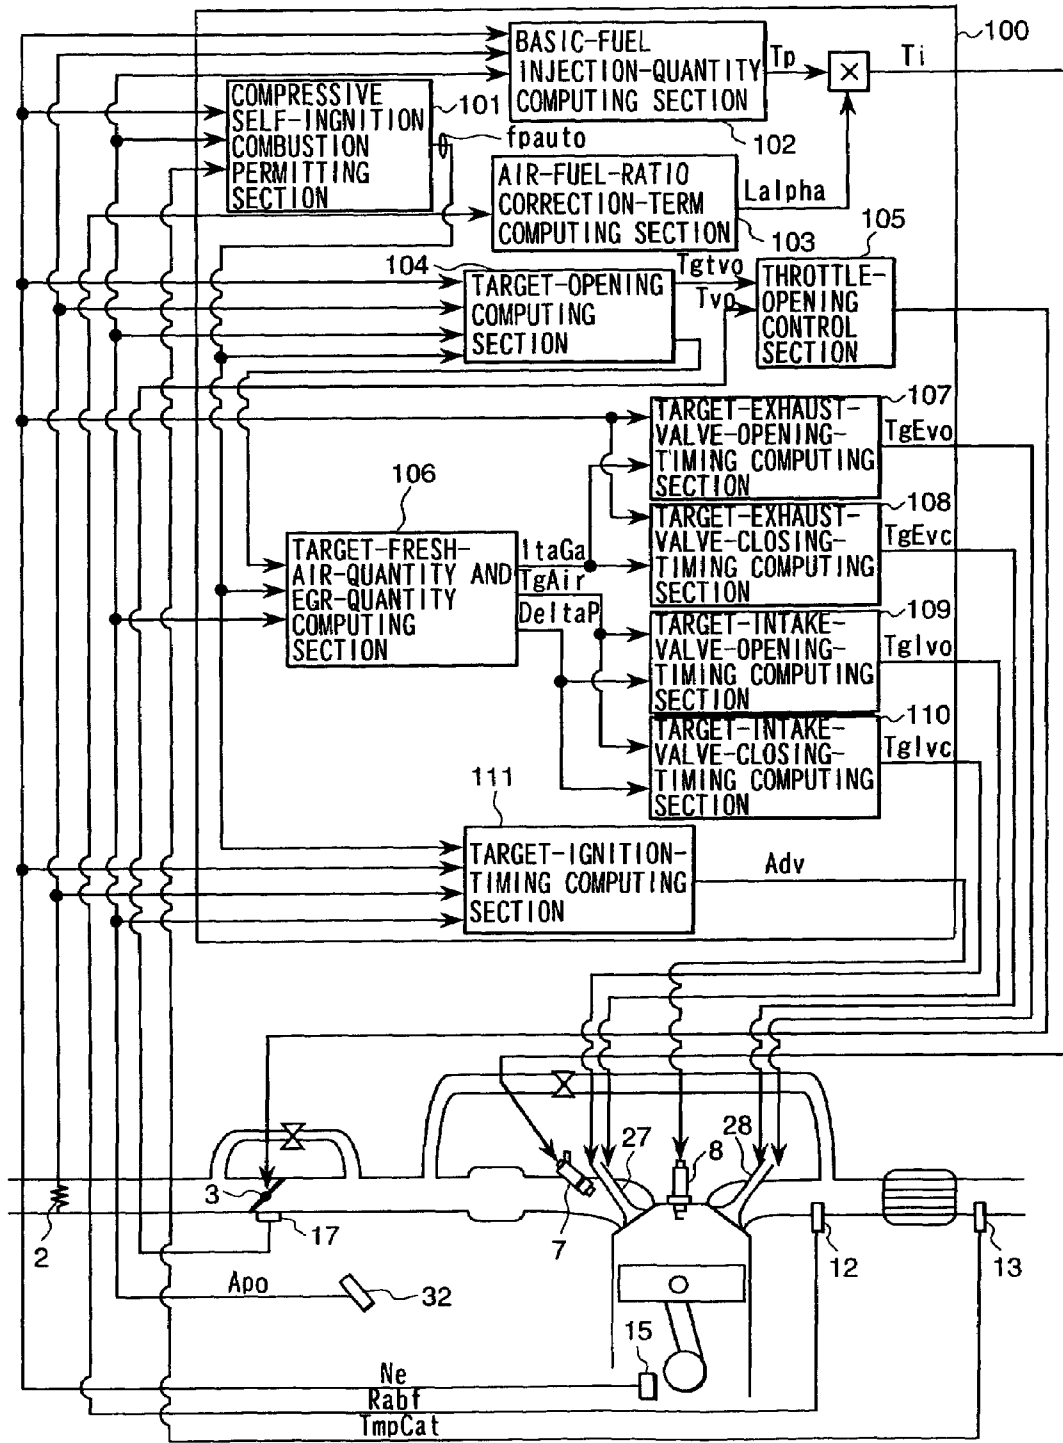 BASIC-FUEL
INJECTION-QUANTITY
COMPUTING SECTION
Tp
×
Ti
100
102
COMPRESSIVE
SELF-INGNITION
COMBUSTION
PERMITTING
SECTION
101
fpauto
AIR-FUEL-RATIO
CORRECTION-TERM
COMPUTING SECTION
Lalpha
103
104
TARGET-OPENING
COMPUTING
SECTION
Tgtvo
Tvo
105
THROTTLE-
OPENING
CONTROL
SECTION
107
TARGET-EXHAUST-
VALVE-OPENING-
TIMING COMPUTING
SECTION
TgEvo
106
TARGET-FRESH-
AIR-QUANTITY AND
EGR-QUANTITY
COMPUTING
SECTION
ItaGa
TgAir
DeltaP
108
TARGET-EXHAUST-
VALVE-CLOSING-
TIMING COMPUTING
SECTION
TgEvc
109
TARGET-INTAKE-
VALVE-OPENING-
TIMING COMPUTING
SECTION
TgIvo
110
TARGET-INTAKE-
VALVE-CLOSING-
TIMING COMPUTING
SECTION
TgIvc
111
TARGET-IGNITION-
TIMING COMPUTING
SECTION
Adv
2
3
17
7
27
8
28
12
13
Apo
32
15
Ne
Rabf
TmpCat